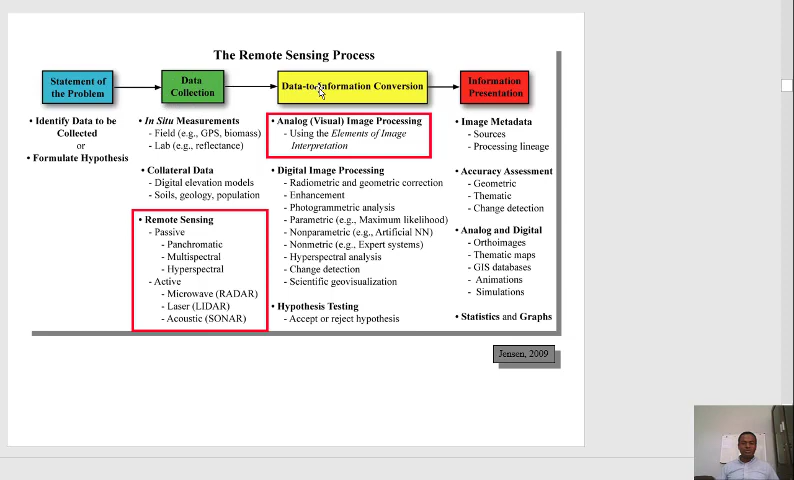 The Remote Sensing Process
Statement of
the Problem
• Identify Data to be
Collected
or
• Formulate Hypothesis
Data
Collection
• In Situ Measurements
- Field (e.g., GPS, biomass)
- Lab (e.g., reflectance)
• Collateral Data
- Digital elevation models
- Soils, geology, population
• Remote Sensing
- Passive
- Panchromatic
- Multispectral
- Hyperspectral
- Active
- Microwave (RADAR)
- Laser (LIDAR)
- Acoustic (SONAR)
Data-to-Information Conversion
• Analog (Visual) Image Processing
- Using the Elements of Image
Interpretation
• Digital Image Processing
- Radiometric and geometric correction
- Enhancement
- Photogrammetric analysis
- Parametric (e.g., Maximum likelihood)
- Nonparametric (e.g., Artificial NN)
- Nonmetric (e.g., Expert systems)
- Hyperspectral analysis
- Change detection
- Scientific geovisualization
• Hypothesis Testing
- Accept or reject hypothesis
Information
Presentation
• Image Metadata
- Sources
- Processing lineage
• Accuracy Assessment
- Geometric
- Thematic
- Change detection
• Analog and Digital
- Orthoimages
- Thematic maps
- GIS databases
- Animations
- Simulations
• Statistics and Graphs
Jensen, 2009